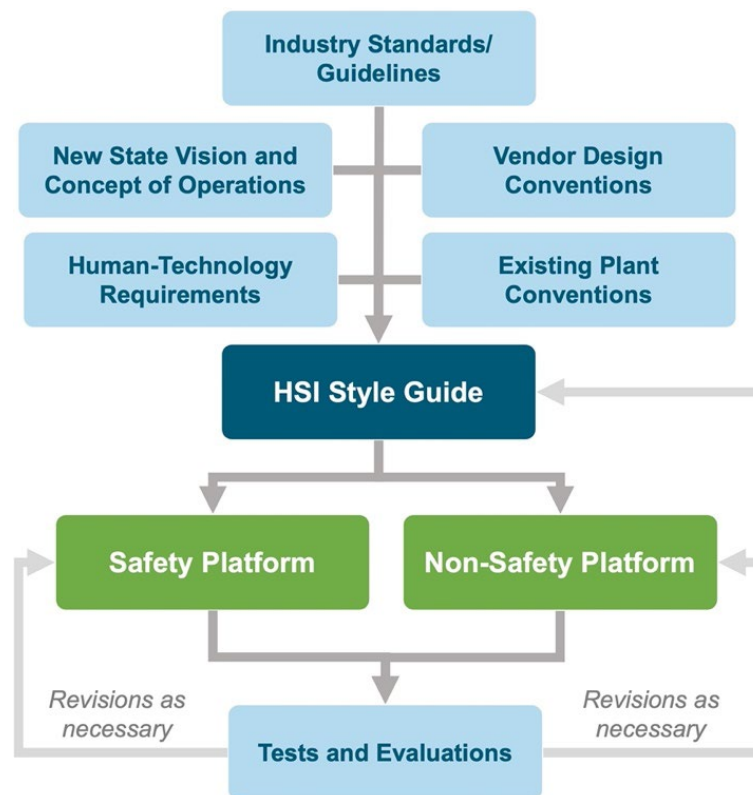 Industry Standards/
Guidelines
New State Vision and
Concept of Operations
Vendor Design
Conventions
Human-Technology
Requirements
Existing Plant
Conventions
HSI Style Guide
Safety Platform
Non-Safety Platform
Revisions as
necessary
Revisions as
necessary
Tests and Evaluations